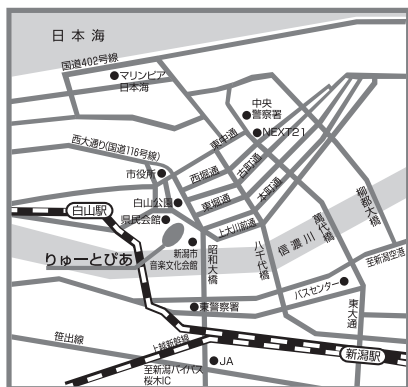 日本海
国道402号線
マリンピア
日本海
中央
警察署
NEXT21
西大通り(国道116号線)
東中通
西堀通
古町通
東堀通
本町通
上大川前通
市役所
白山公園
白山駅
県民会館
りゅーとぴあ
新潟市
音楽文化会館
昭和大橋
八千代橋
信濃川
萬代橋
柳都大橋
至新潟空港
バスセンター
東大通
東警察署
笹出線
上越新幹線
新潟駅
JA
至新潟バイパス
桜木IC